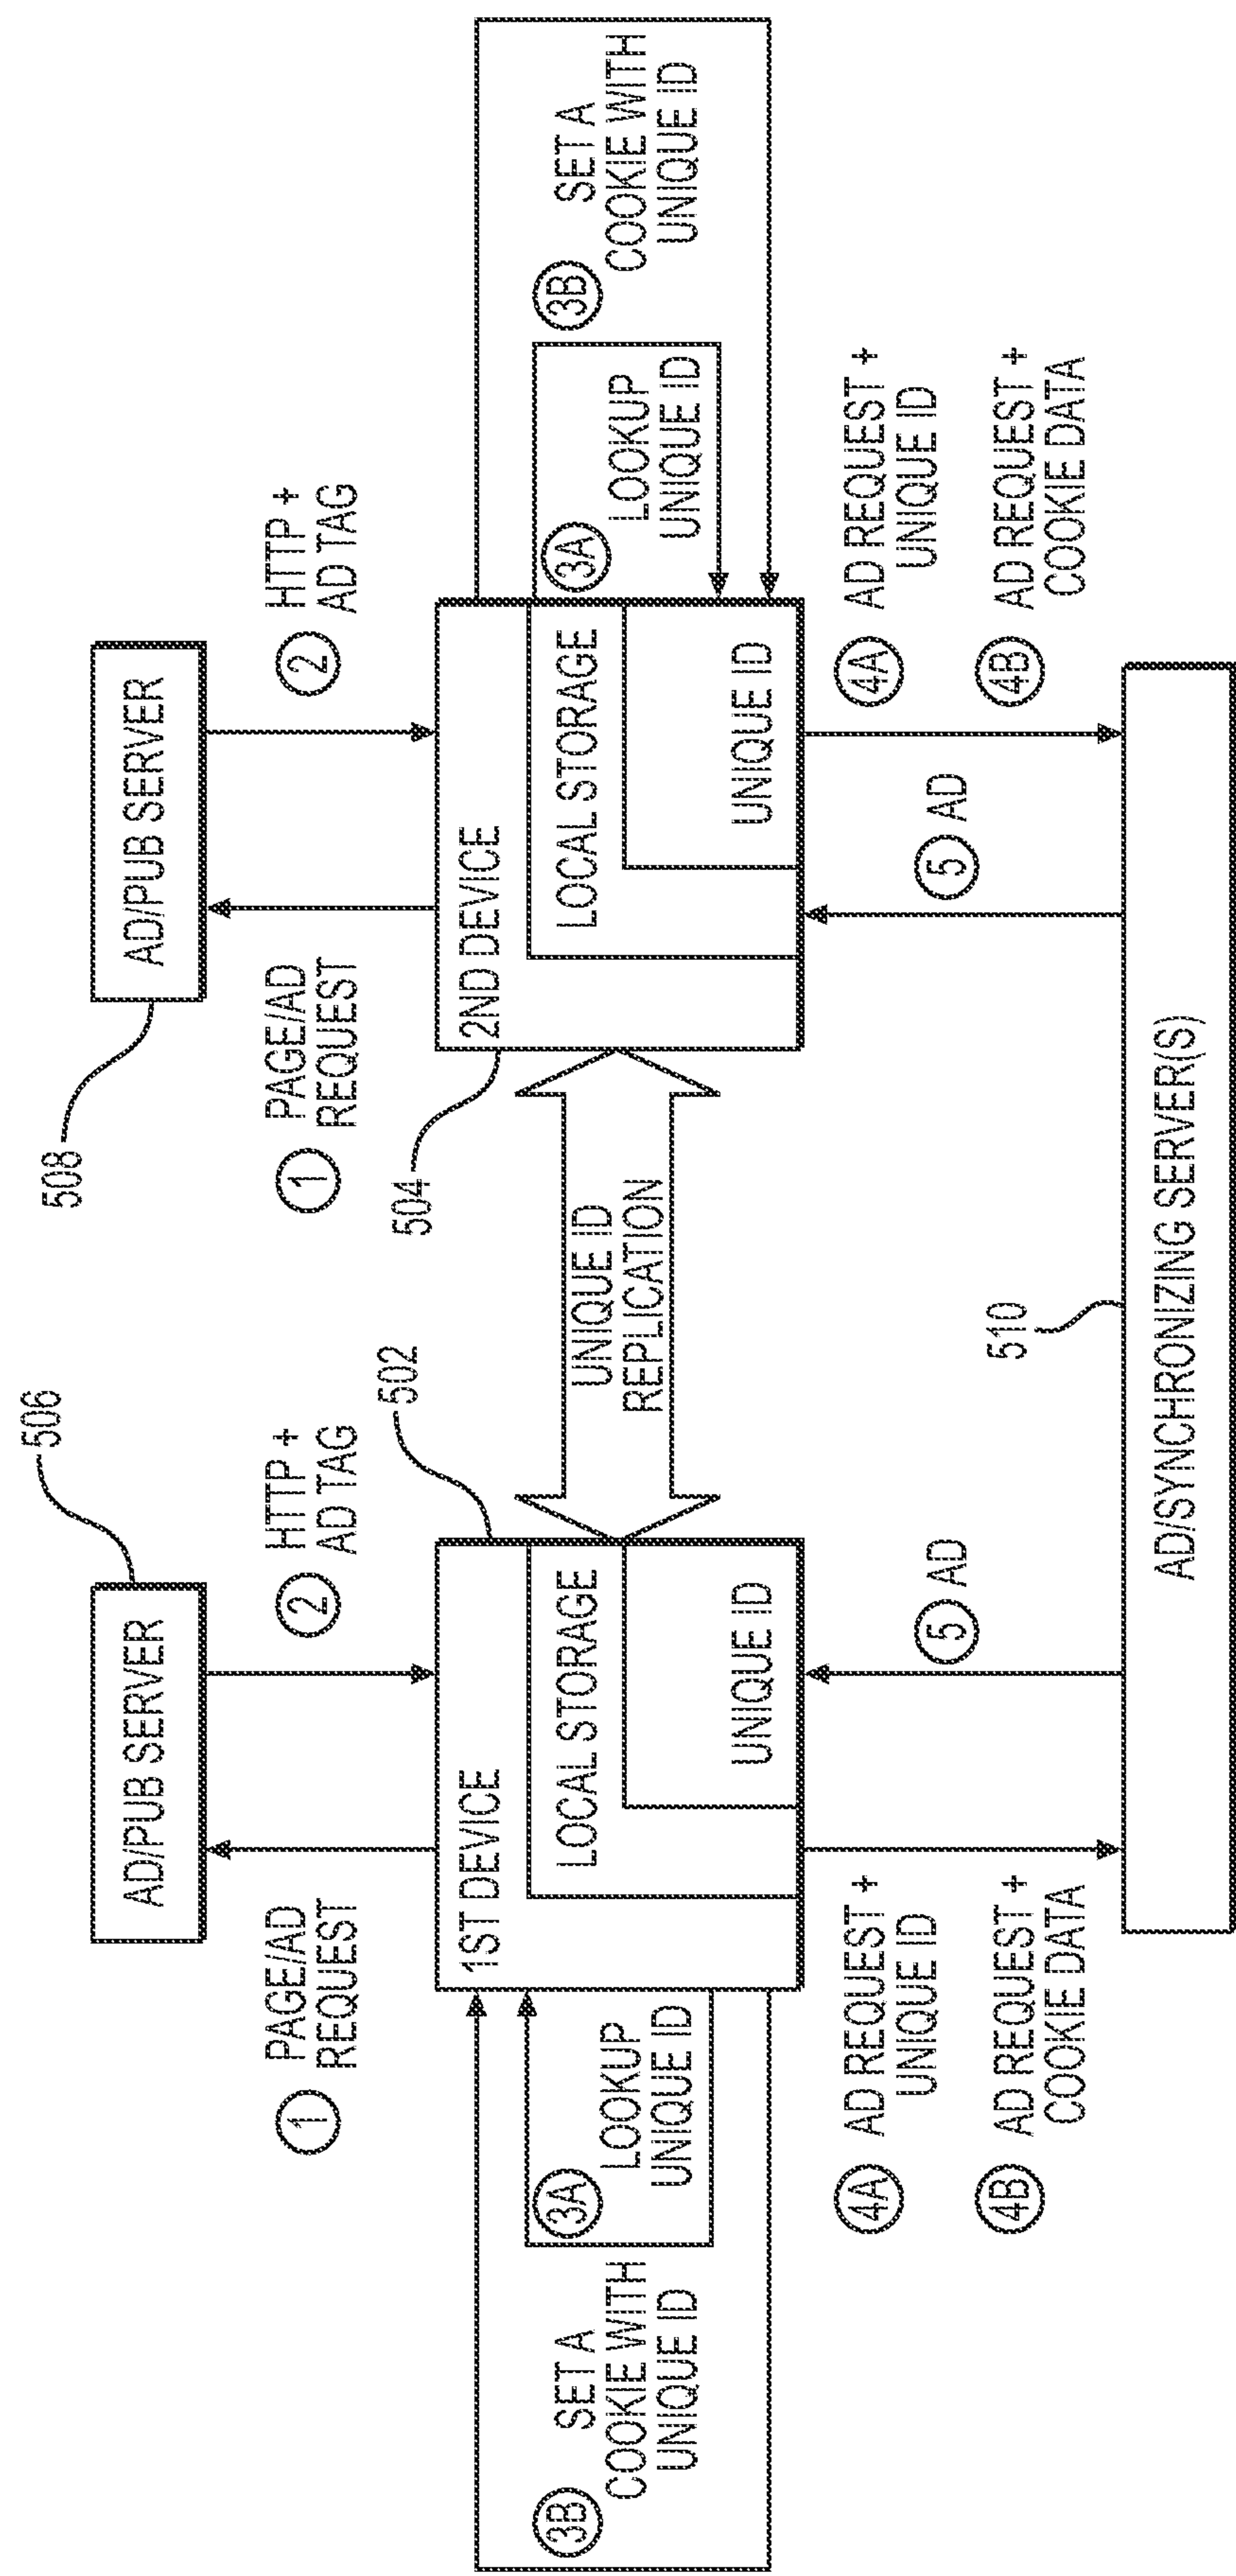 506
508
AD/PUB SERVER
AD/PUB SERVER
1
PAGE/AD
REQUEST
2
HTTP +
AD TAG
1
PAGE/AD
REQUEST
2
HTTP +
AD TAG
502
504
3B
SET A
COOKIE WITH
UNIQUE ID
3A
LOOKUP
UNIQUE ID
1ST DEVICE
LOCAL STORAGE
UNIQUE ID
UNIQUE ID
REPLICATION
2ND DEVICE
LOCAL STORAGE
UNIQUE ID
3A
LOOKUP
UNIQUE ID
3B
SET A
COOKIE WITH
UNIQUE ID
4A
AD REQUEST +
UNIQUE ID
4B
AD REQUEST +
COOKIE DATA
5
AD
5
AD
4A
AD REQUEST +
UNIQUE ID
4B
AD REQUEST +
COOKIE DATA
510
AD/SYNCHRONIZING SERVER(S)